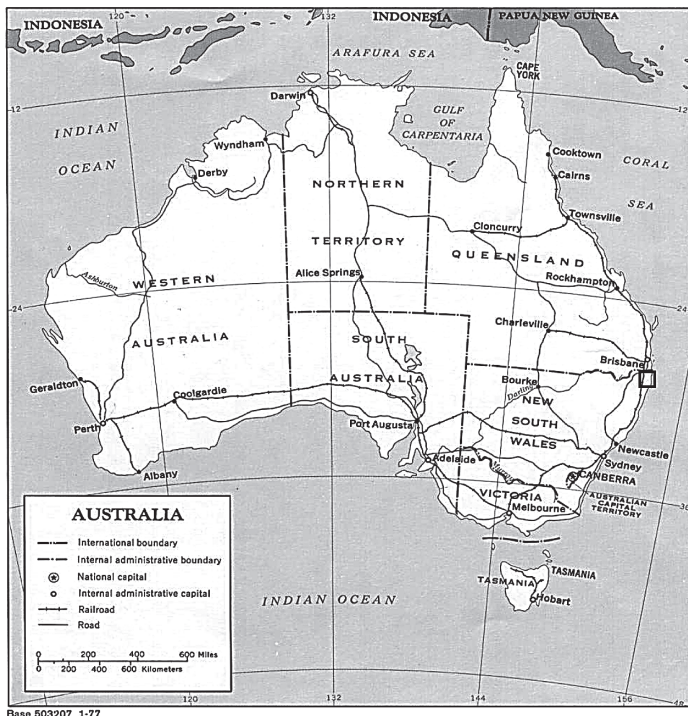 120
132
INDONESIA
INDONESIA
PAPUA NEW GUINEA
ARAFURA SEA
CAPE
YORK
12
12
Darwin
GULF
OF
CARPENTARIA
INDIAN
OCEAN
Wyndham
Derby
Cooktown
CORAL
SEA
Cairns
NORTHERN
TERRITORY
Townsville
Cloncurry
QUEENSLAND
Ashburton
WESTERN
AUSTRALIA
Alice Springs
Rockhampton
24
24
SOUTH
AUSTRALIA
Charleville
Brisbane
Geraldton
Coolgardie
Bourke
Darling
NEW
SOUTH
WALES
Perth
Port Augusta
Newcastle
Sydney
Albany
Adelaide
Murray
CANBERRA
AUSTRALIAN
CAPITAL
TERRITORY
36
VICTORIA
Melbourne
TASMANIA
TASMANIA
Hobart
INDIAN OCEAN
AUSTRALIA
International boundary
Internal administrative boundary
National capital
Internal administrative capital
Railroad
Road
0 200 400 600 Miles
0 200 400 600 Kilometers
120
132
144
156
48
Base 503207 1-77